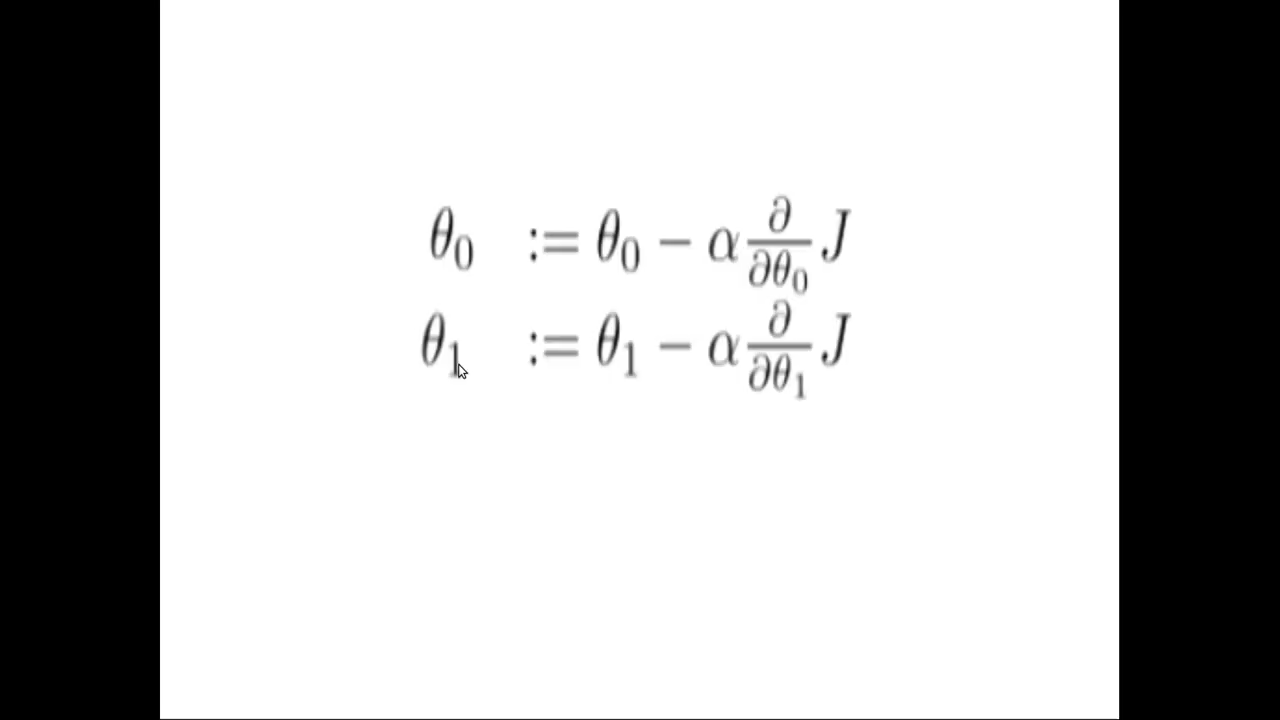 θ₀ := θ₀ − α ∂/∂θ₀ J
θ₁ := θ₁ − α ∂/∂θ₁ J